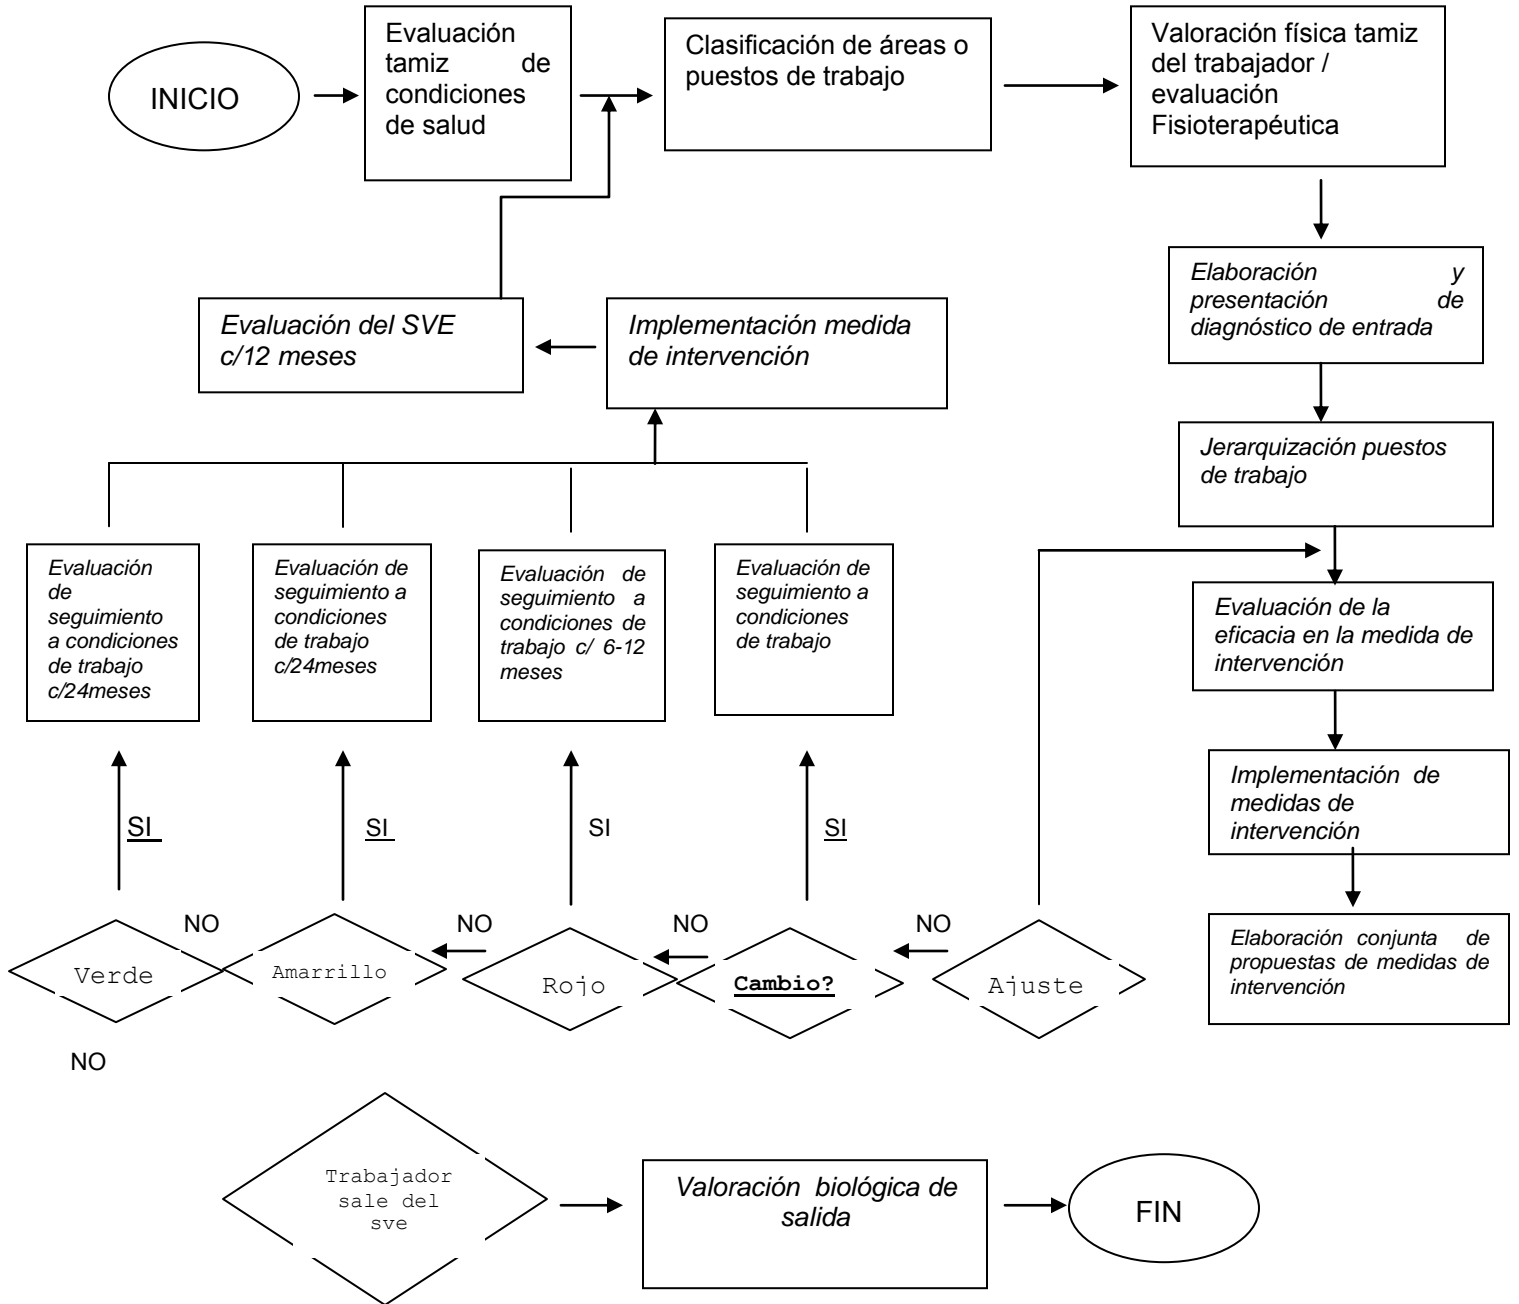 INICIO
Evaluación
tamiz de
condiciones
de salud
Clasificación de áreas o
puestos de trabajo
Valoración física tamiz
del trabajador /
evaluación
Fisioterapéutica
Elaboración y
presentación de
diagnóstico de entrada
Evaluación del SVE
c/12 meses
Implementación medida
de intervención
Jerarquización puestos
de trabajo
Evaluación
de
seguimiento
a condiciones
de trabajo
c/24meses
Evaluación de
seguimiento a
condiciones
de trabajo
c/24meses
Evaluación de
seguimiento a
condiciones de
trabajo c/ 6-12
meses
Evaluación de
seguimiento a
condiciones
de trabajo
Evaluación de la
eficacia en la medida de
intervención
Implementación de
medidas de
intervención
SI
SI
SI
SI
NO
NO
NO
NO
Verde
Amarrillo
Rojo
Cambio?
Ajuste
Elaboración conjunta de
propuestas de medidas de
intervención
NO
Trabajador
sale del
sve
Valoración biológica de
salida
FIN